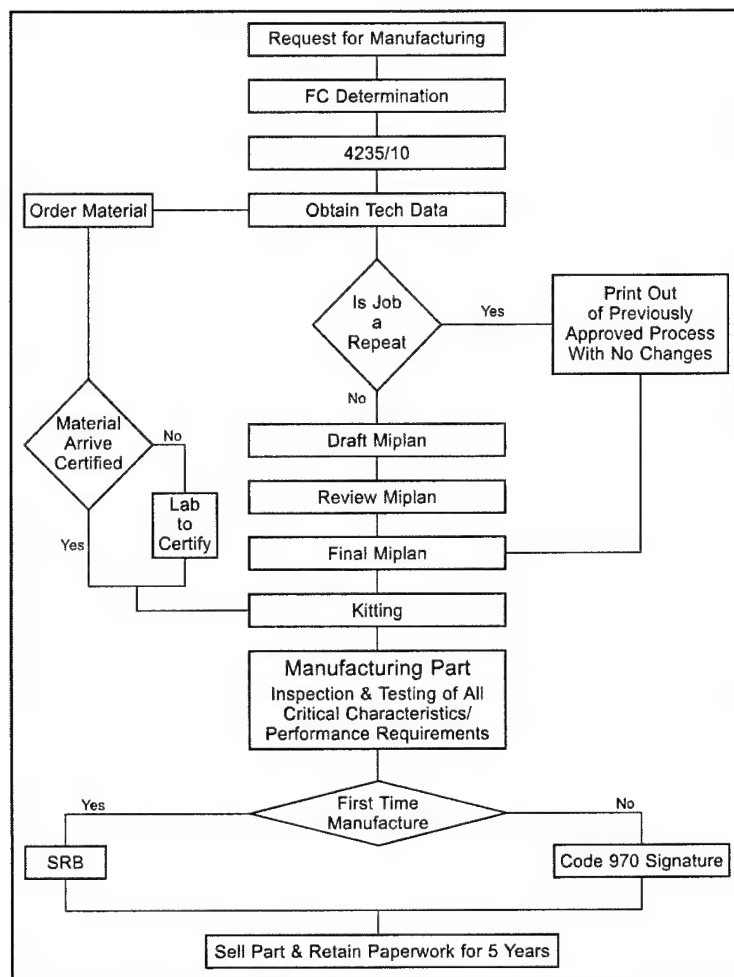 Request for Manufacturing
FC Determination
4235/10
Order Material
Obtain Tech Data
Is Job
a
Repeat
Yes
Print Out
of Previously
Approved Process
With No Changes
No
Material
Arrive
Certified
No
Draft Miplan
Lab
to
Certify
Review Miplan
Yes
Final Miplan
Kitting
Manufacturing Part
Inspection & Testing of All
Critical Characteristics/
Performance Requirements
First Time
Manufacture
Yes
No
SRB
Code 970 Signature
Sell Part & Retain Paperwork for 5 Years